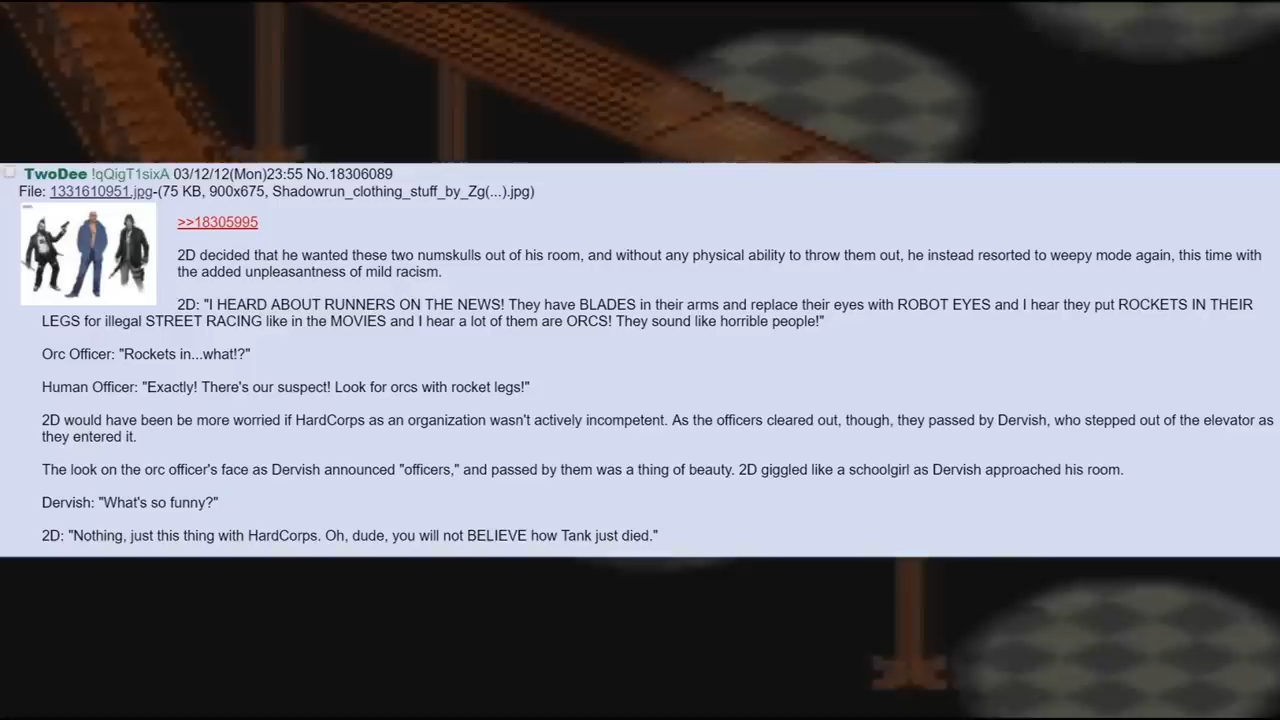 TwoDee !qQigT1sixA 03/12/12(Mon)23:55 No.18306089
File: 1331610951.jpg-(75 KB, 900x675, Shadowrun_clothing_stuff_by_Zg(...).jpg)
>>18305995
2D decided that he wanted these two numskulls out of his room, and without any physical ability to throw them out, he instead resorted to weepy mode again, this time with
the added unpleasantness of mild racism.
2D: "I HEARD ABOUT RUNNERS ON THE NEWS! They have BLADES in their arms and replace their eyes with ROBOT EYES and I hear they put ROCKETS IN THEIR
LEGS for illegal STREET RACING like in the MOVIES and I hear a lot of them are ORCS! They sound like horrible people!"
Orc Officer: "Rockets in...what!?"
Human Officer: "Exactly! There's our suspect! Look for orcs with rocket legs!"
2D would have been be more worried if HardCorps as an organization wasn't actively incompetent. As the officers cleared out, though, they passed by Dervish, who stepped out of the elevator as
they entered it.
The look on the orc officer's face as Dervish announced "officers," and passed by them was a thing of beauty. 2D giggled like a schoolgirl as Dervish approached his room.
Dervish: "What's so funny?"
2D: "Nothing, just this thing with HardCorps. Oh, dude, you will not BELIEVE how Tank just died."